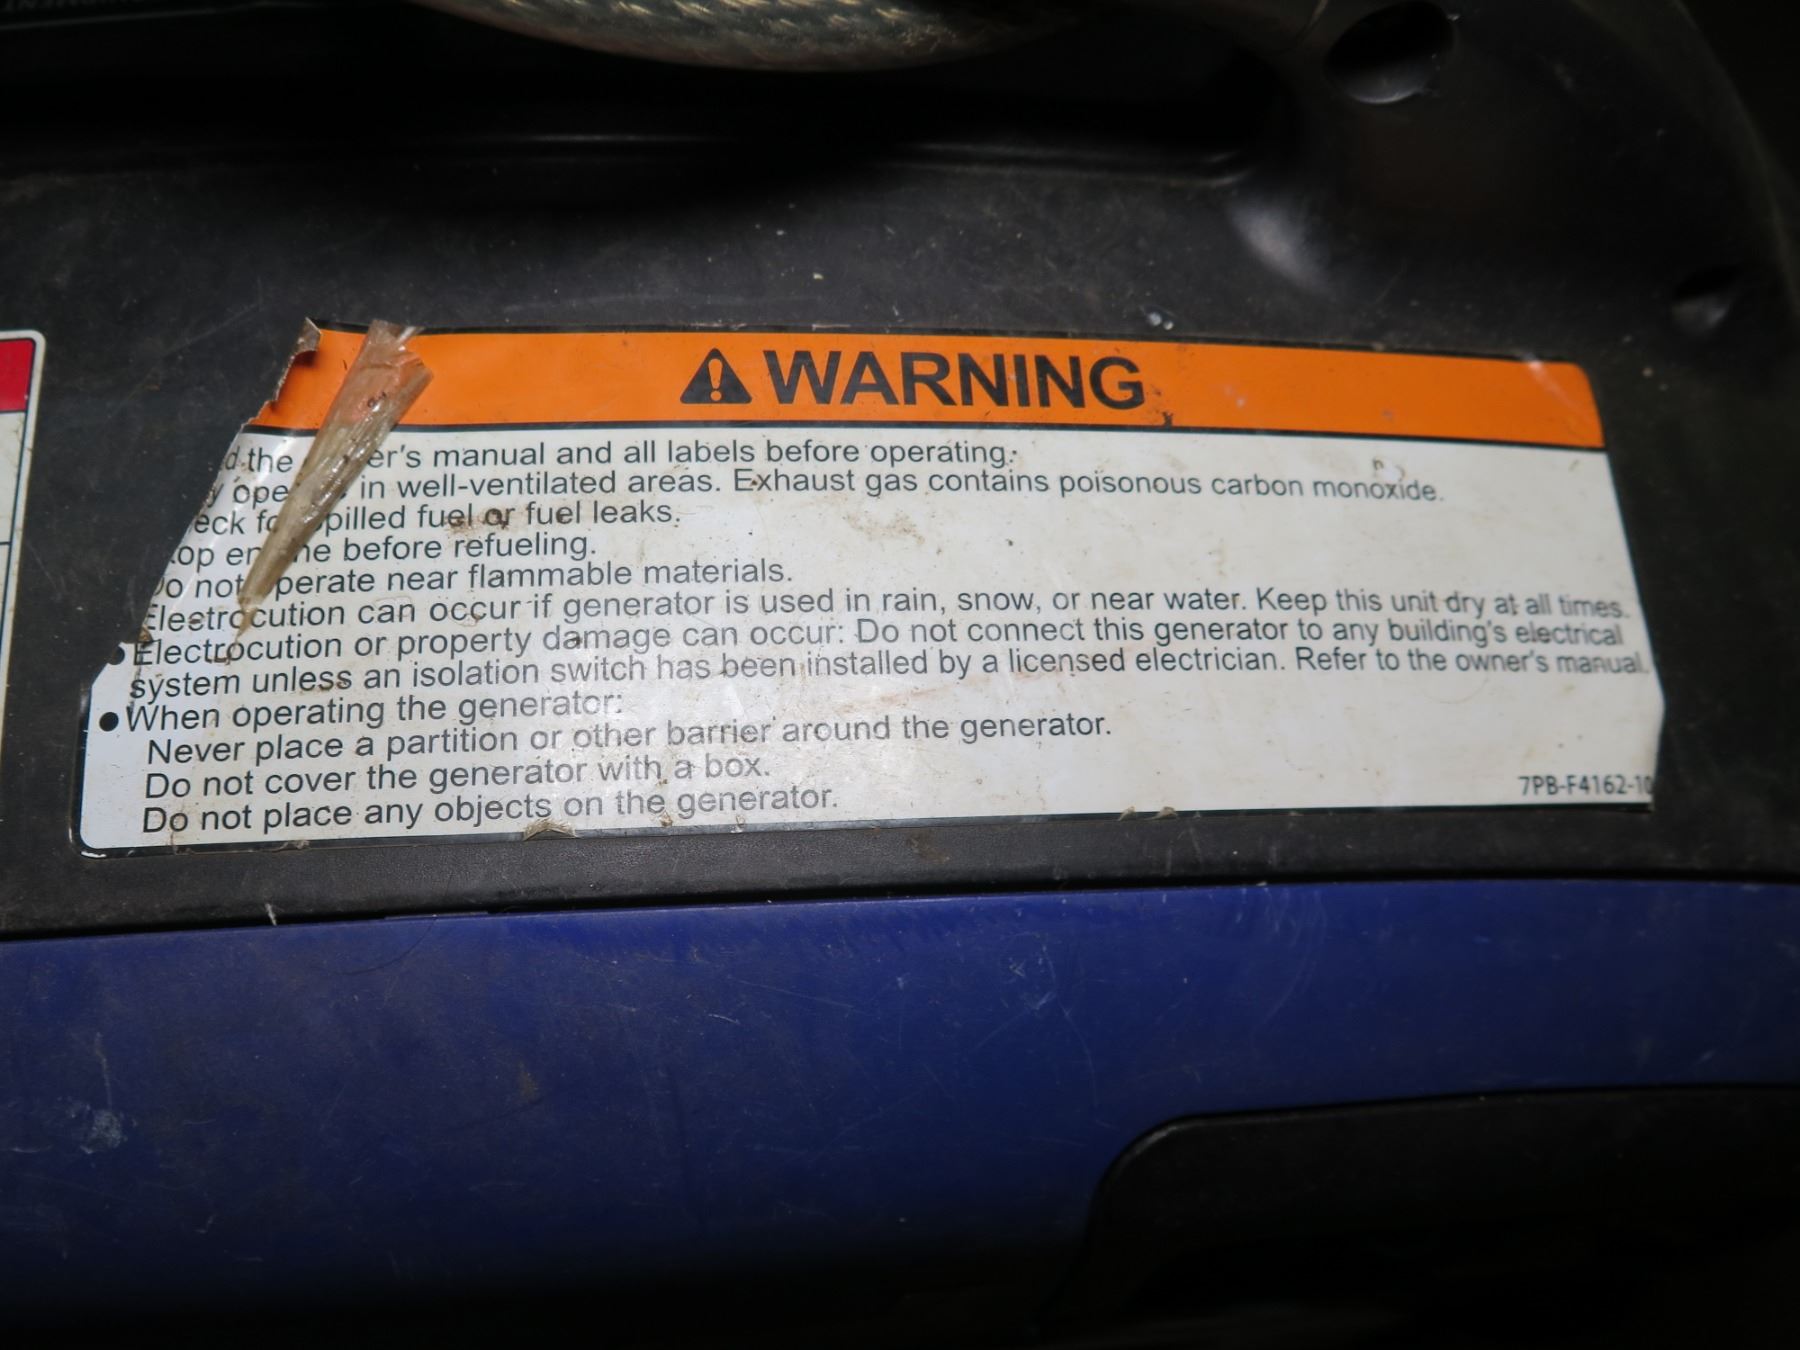 WARNING
the er's manual and all labels before operating.
in well-ventilated areas. Exhaust gas contains poisonous carbon monoxide.
spilled fuel or fuel leaks.
before refueling.
Do not operate near flammable materials.
Electrocution can occur if generator is used in rain, snow, or near water. Keep this unit dry at all times.
● Electrocution or property damage can occur: Do not connect this generator to any building's electrical
system unless an isolation switch has been installed by a licensed electrician. Refer to the owner's manual.
● When operating the generator:
Never place a partition or other barrier around the generator.
Do not cover the generator with a box.
Do not place any objects on the generator.
7PB-F4162-10